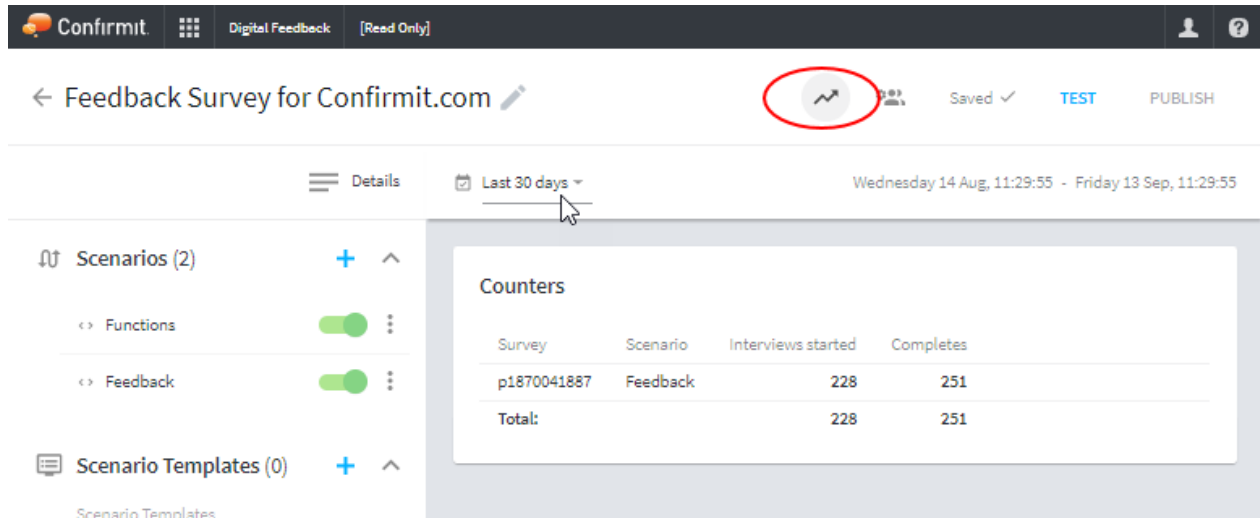 Confirmit. Digital Feedback [Read Only]
Feedback Survey for Confirmit.com Saved TEST PUBLISH
Details Last 30 days Wednesday 14 Aug, 11:29:55 - Friday 13 Sep, 11:29:55
Scenarios (2)
Functions
Feedback
Scenario Templates (0)
Scenario Templates
Counters
Survey Scenario Interviews started Completes
p1870041887 Feedback 228 251
Total: 228 251